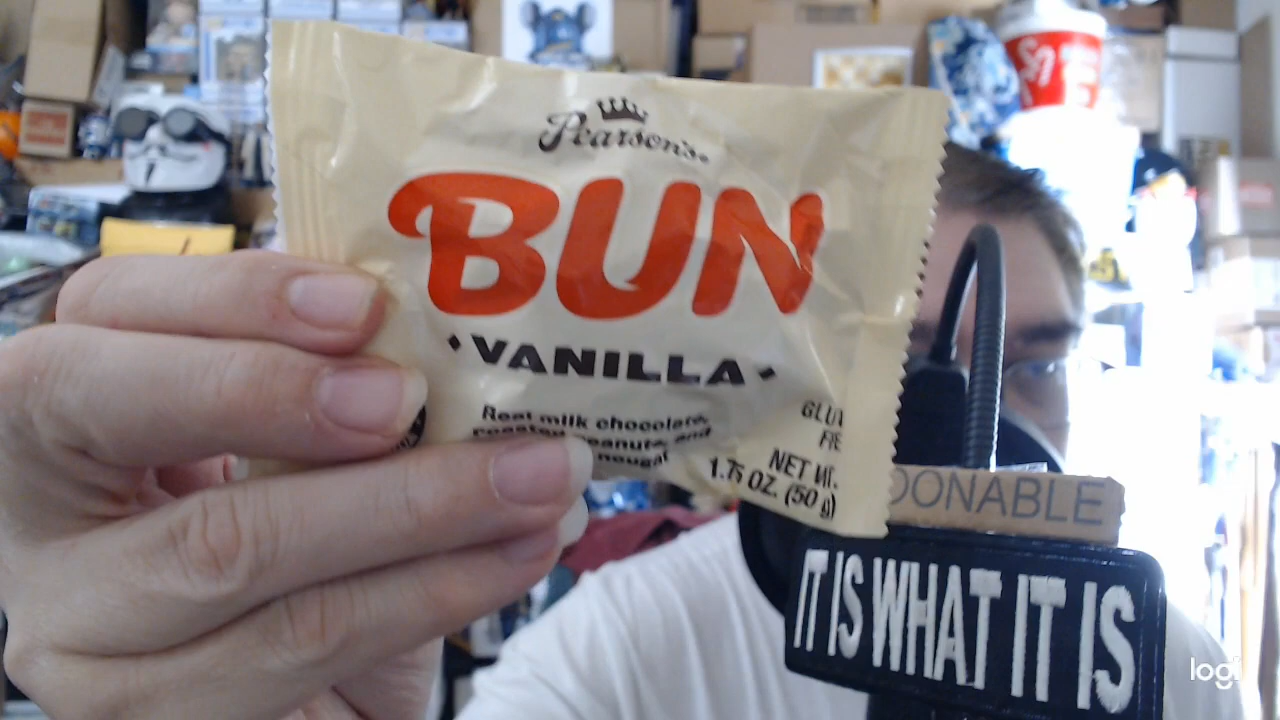 Pearson's®
BUN
• VANILLA •
Real milk chocolate,
roasted peanuts, and
nougat
NET WT.
1.75 OZ. (50 g)
DONABLE
IT IS WHAT IT IS
logi